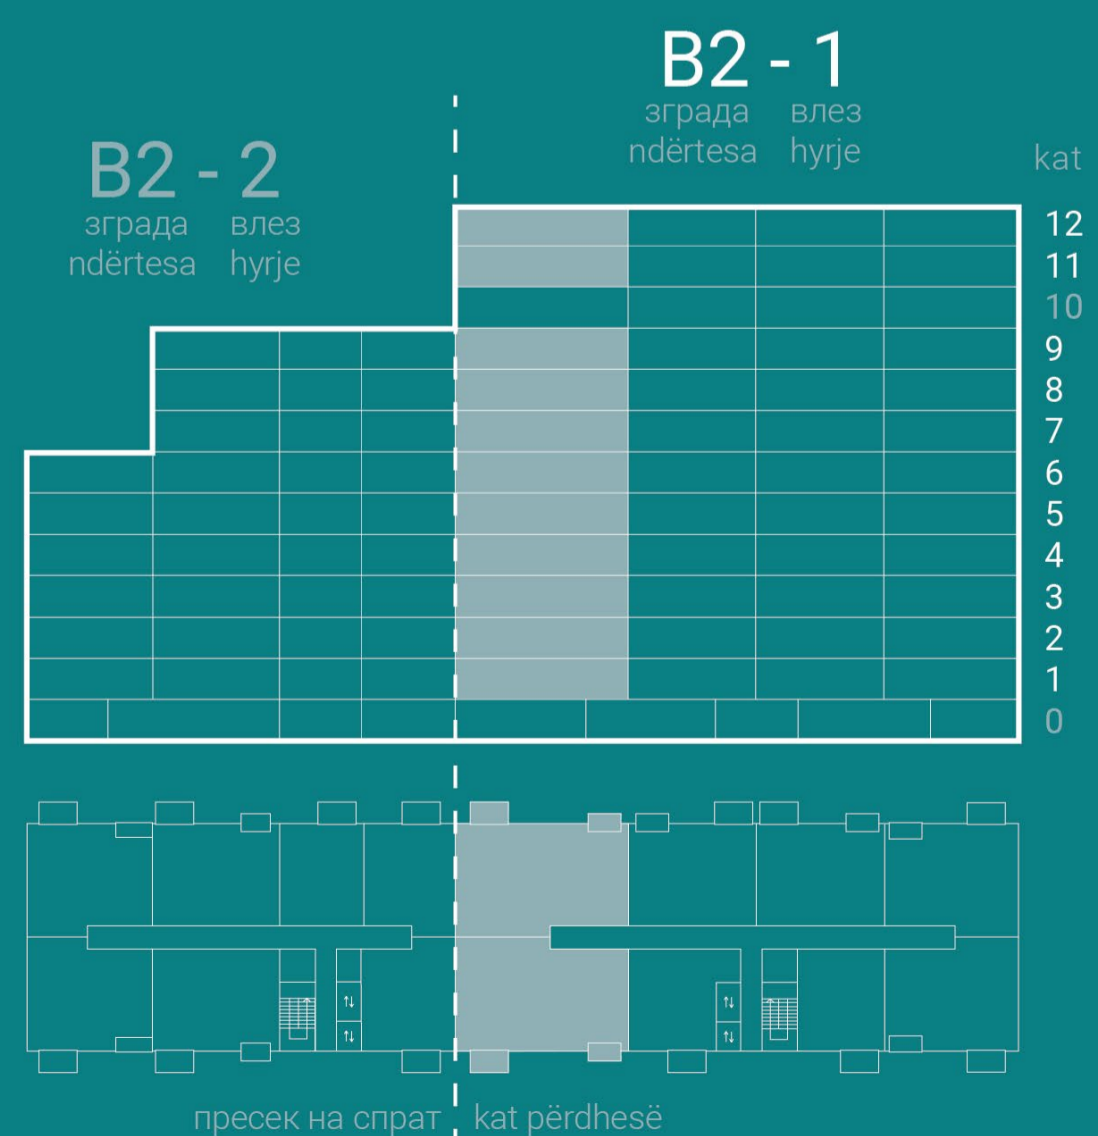 B2 - 1
зграда влез
ndërtesa hyrje
B2 - 2
зграда влез
ndërtesa hyrje
kat
12
11
10
9
8
7
6
5
4
3
2
1
0
пресек на спрат
kat përdhesë